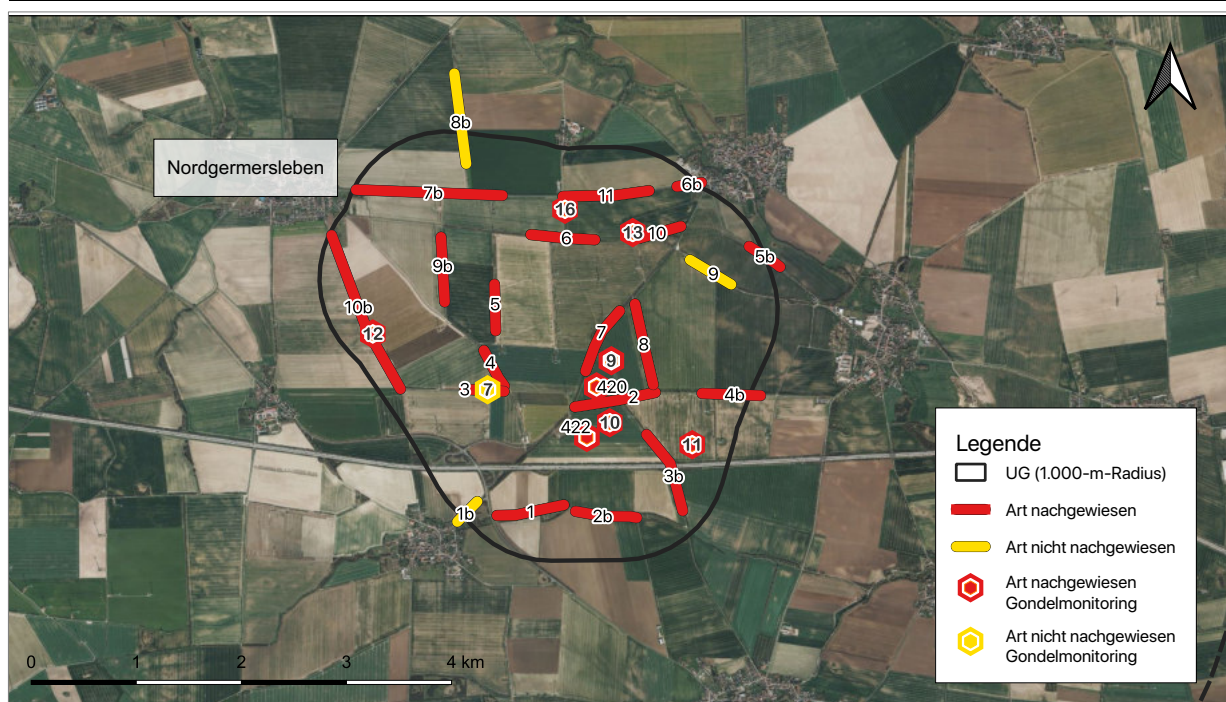 8b
Nordgermersleben
7b
11
6b
16
6
13
10
5b
9b
9
10b
5
12
7
8
4
9
3
7
420
2
4b
422
10
11
3b
1b
1
2b
Legende
UG (1.000-m-Radius)
Art nachgewiesen
Art nicht nachgewiesen
Art nachgewiesen
Gondelmonitoring
Art nicht nachgewiesen
Gondelmonitoring
0 1 2 3 4 km